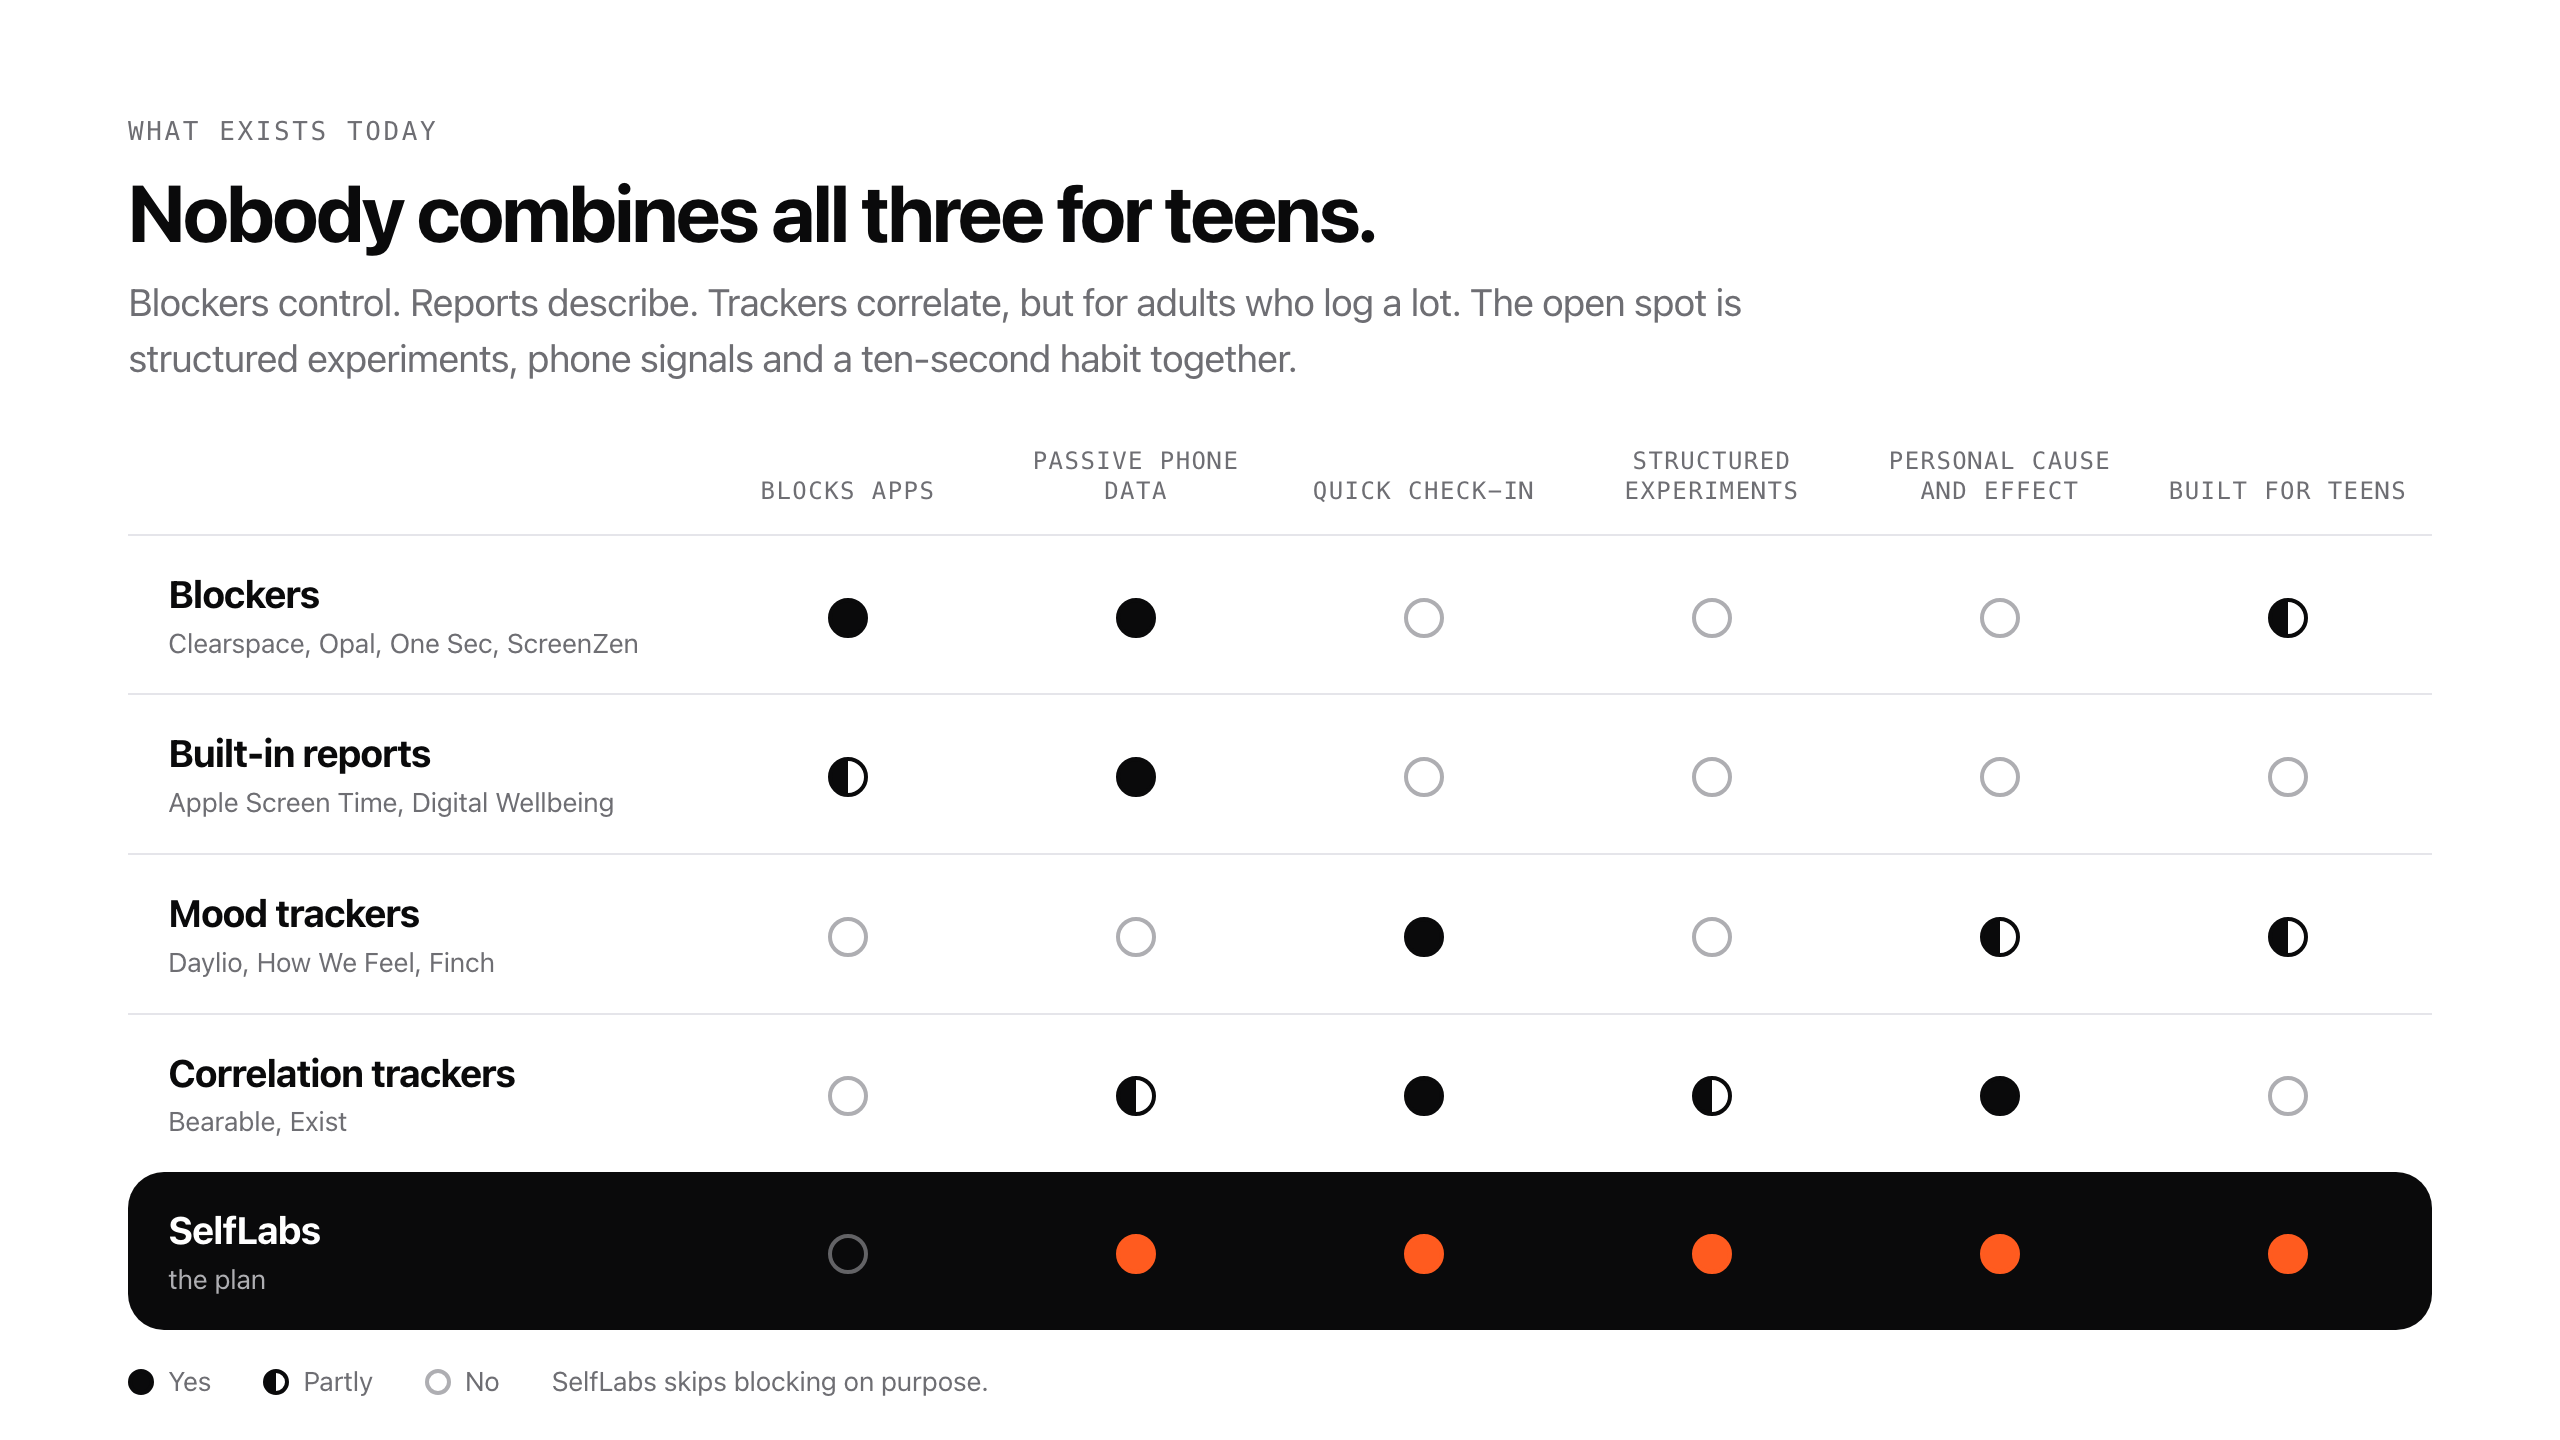 WHAT EXISTS TODAY
Nobody combines all three for teens.
Blockers control. Reports describe. Trackers correlate, but for adults who log a lot. The open spot is
structured experiments, phone signals and a ten-second habit together.
BLOCKS APPS
PASSIVE PHONE
DATA
QUICK CHECK-IN
STRUCTURED
EXPERIMENTS
PERSONAL CAUSE
AND EFFECT
BUILT FOR TEENS
Blockers
Clearspace, Opal, One Sec, ScreenZen
Built-in reports
Apple Screen Time, Digital Wellbeing
Mood trackers
Daylio, How We Feel, Finch
Correlation trackers
Bearable, Exist
SelfLabs
the plan
Yes
Partly
No
SelfLabs skips blocking on purpose.